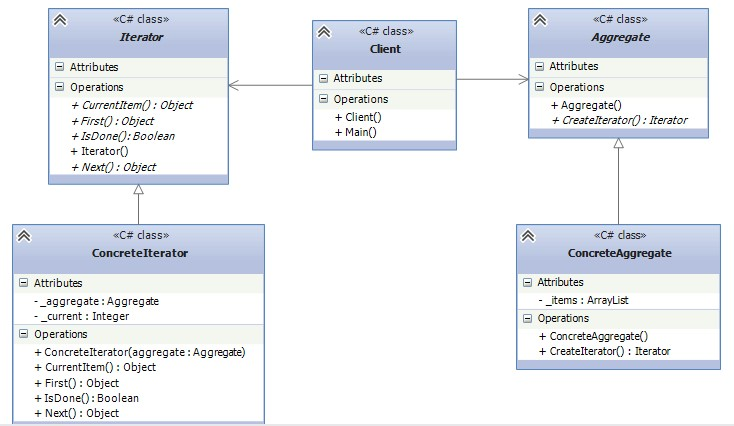 «C# class»
Iterator
Attributes
Operations
+ CurrentItem() : Object
+ First() : Object
+ IsDone() : Boolean
+ Iterator()
+ Next() : Object
«C# class»
Client
Attributes
Operations
+ Client()
+ Main()
«C# class»
Aggregate
Attributes
Operations
+ Aggregate()
+ CreateIterator() : Iterator
«C# class»
ConcreteIterator
Attributes
- _aggregate : Aggregate
- _current : Integer
Operations
+ ConcreteIterator(aggregate : Aggregate)
+ CurrentItem() : Object
+ First() : Object
+ IsDone() : Boolean
+ Next() : Object
«C# class»
ConcreteAggregate
Attributes
- _items : ArrayList
Operations
+ ConcreteAggregate()
+ CreateIterator() : Iterator